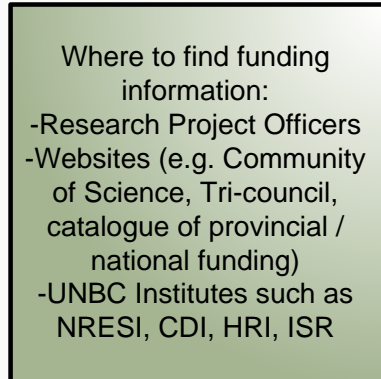 Where to find funding
information:
-Research Project Officers
-Websites (e.g. Community
of Science, Tri-council,
catalogue of provincial /
national funding)
-UNBC Institutes such as
NRESI, CDI, HRI, ISR